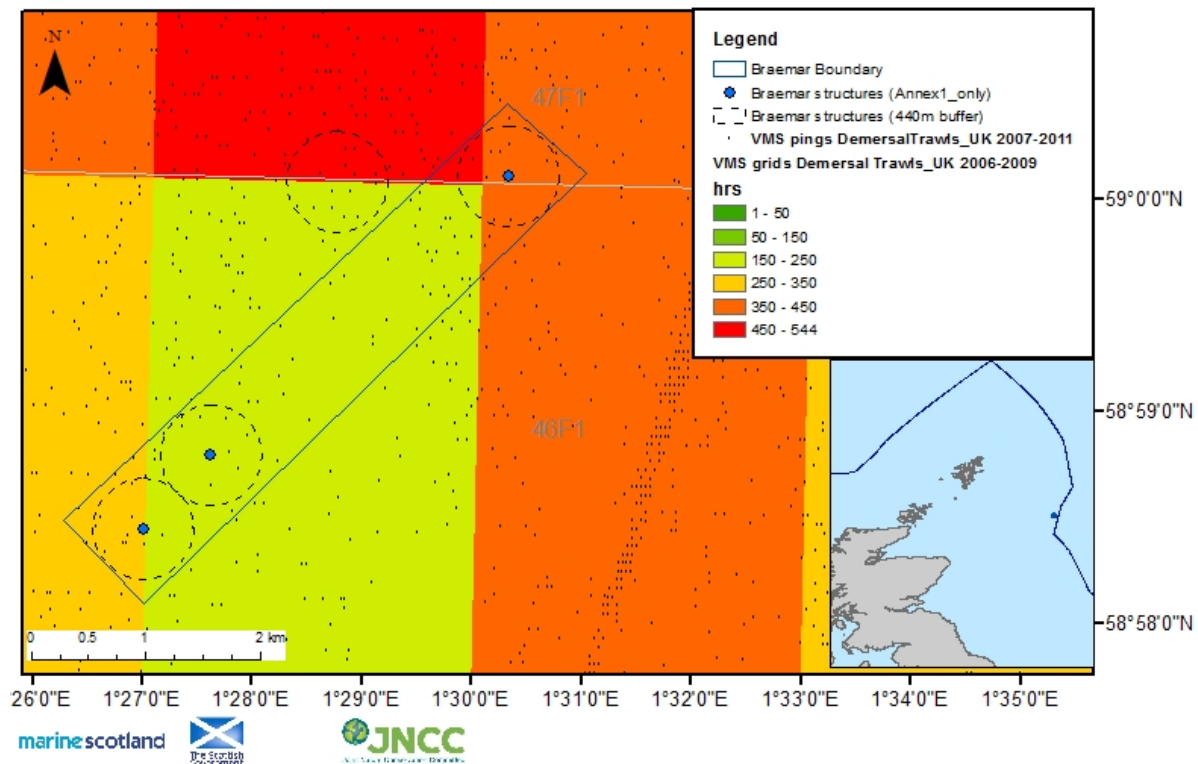 N
47F1
46F1
Legend
Braemar Boundary
Braemar structures (Annex1_only)
Braemar structures (440m buffer)
VMS pings DemersalTrawls_UK 2007-2011
VMS grids Demersal Trawls_UK 2006-2009
hrs
1 - 50
50 - 150
150 - 250
250 - 350
350 - 450
450 - 544
59°0'0"N
58°59'0"N
58°58'0"N
0 0.5 1 2 km
26'0"E 1°27'0"E 1°28'0"E 1°29'0"E 1°30'0"E 1°31'0"E 1°32'0"E 1°33'0"E 1°34'0"E 1°35'0"E
marinescotland
The Scottish
Government
JNCC
Joint Nature Conservation Committee